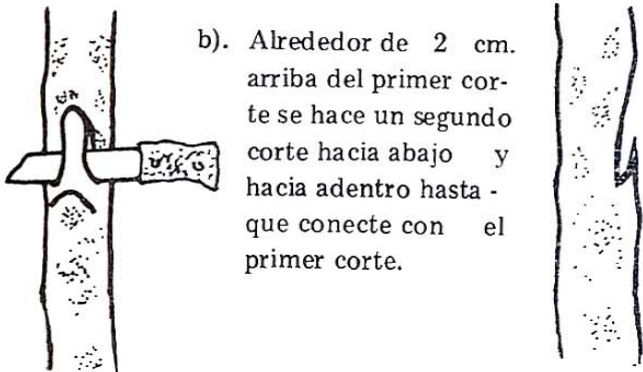 b). Alrededor de 2 cm.
arriba del primer cor-
te se hace un segundo
corte hacia abajo y
hacia adentro hasta -
que conecte con el
primer corte.